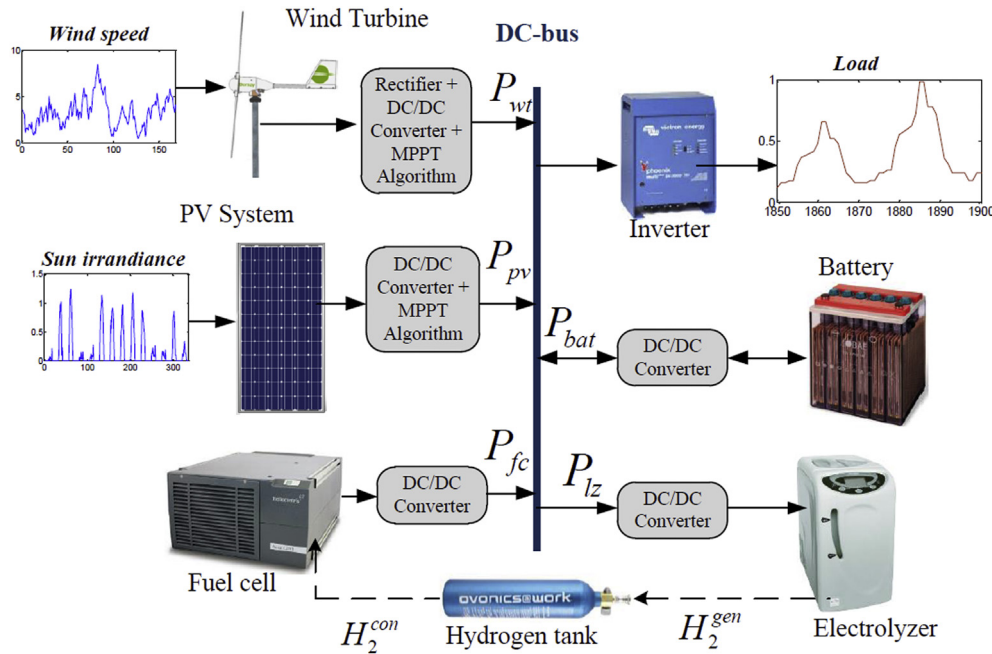 Wind Turbine
Wind speed
DC-bus
Load
10
5
0
0 50 100 150
Rectifier +
DC/DC
Converter +
MPPT
Algorithm
P_wt
victron energy
phoenix
Inverter
1
0.5
0
1850 1860 1870 1880 1890 1900
PV System
Sun irrandiance
1.5
1
0.5
0
0 100 200 300
DC/DC
Converter +
MPPT
Algorithm
P_pv
Battery
P_bat
DC/DC
Converter
P_fc
DC/DC
Converter
P_lz
DC/DC
Converter
Fuel cell
ovonics@work
H_2^con
Hydrogen tank
H_2^gen
Electrolyzer